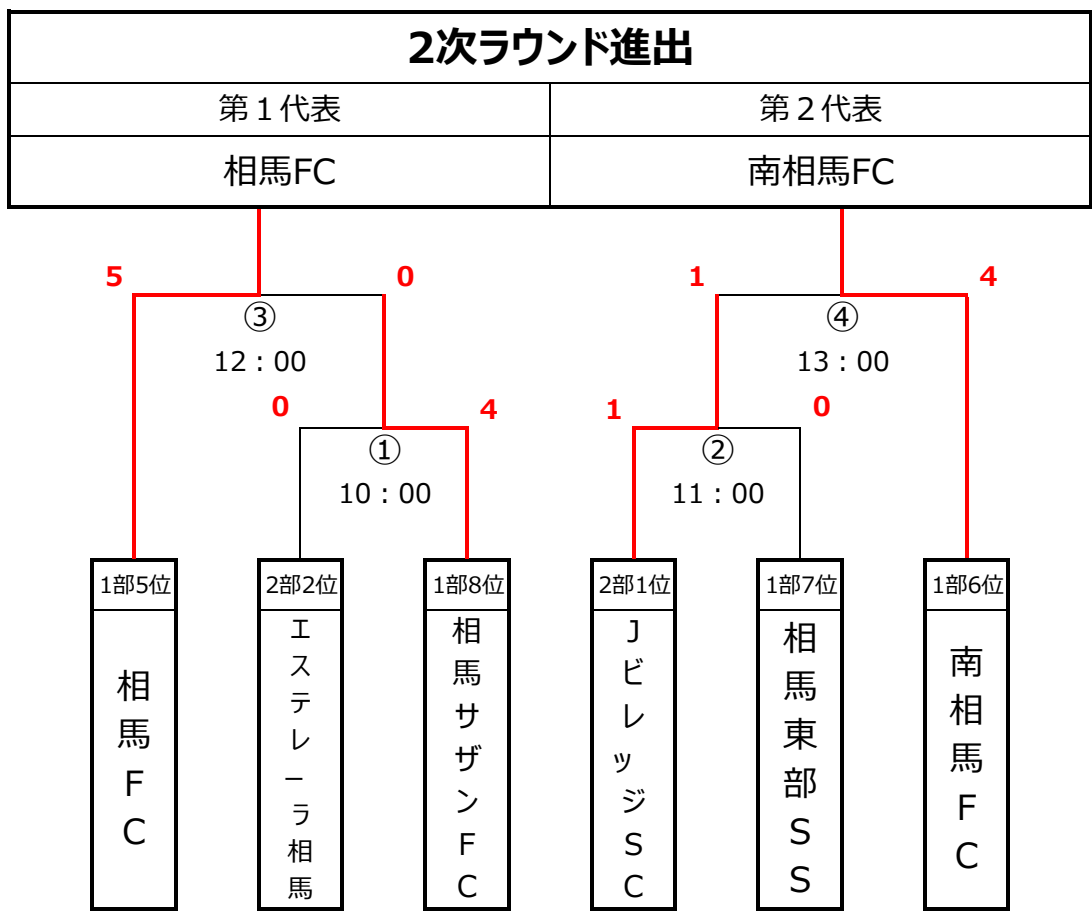 2次ラウンド進出
第１代表 第２代表
相馬FC 南相馬FC
5 0 1 4
③ ④
12：00 13：00
0 4 1 0
① ②
10：00 11：00
1部5位 2部2位 1部8位 2部1位 1部7位 1部6位
相馬FC
エステレーラ相馬
相馬サザンFC
JビレッジSC
相馬東部SS
南相馬FC